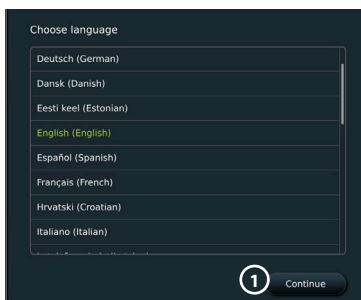 Choose language
Deutsch (German)
Dansk (Danish)
Eesti keel (Estonian)
English (English)
Español (Spanish)
Français (French)
Hrvatski (Croatian)
Italiano (Italian)
1 Continue